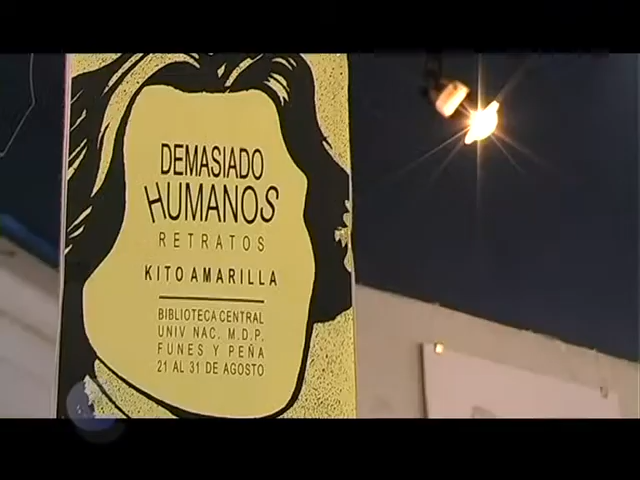 DEMASIADO
HUMANOS
RETRATOS
KITO AMARILLA
BIBLIOTECA CENTRAL
UNIV NAC. M.D.P.
FUNES Y PEÑA
21 AL 31 DE AGOSTO